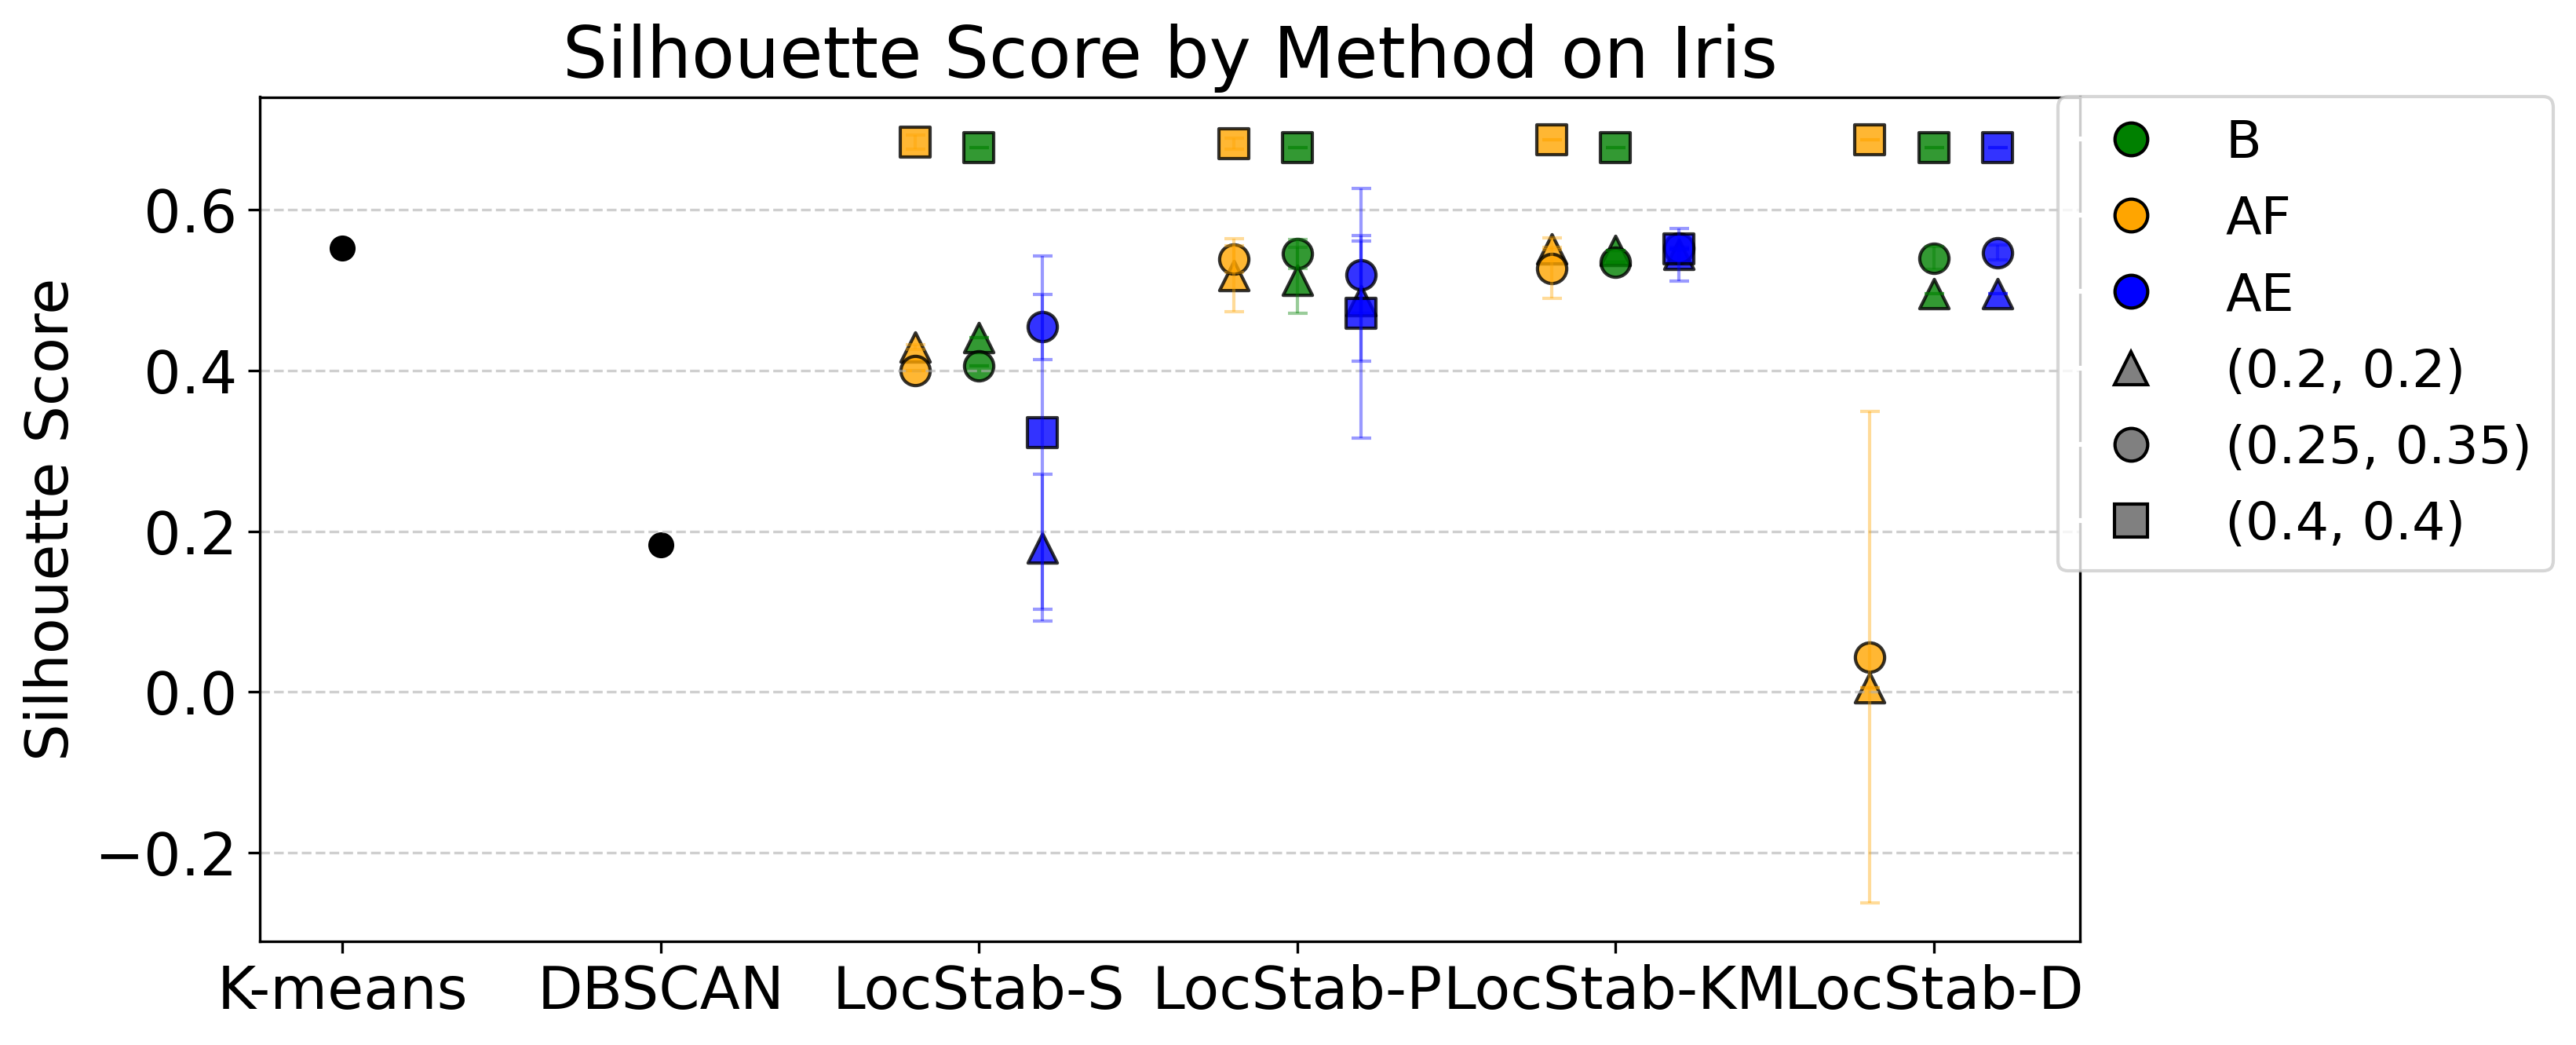 Silhouette Score by Method on Iris
Silhouette Score
0.6
0.4
0.2
0.0
−0.2
K-means
DBSCAN
LocStab-S
LocStab-P
LocStab-KM
LocStab-D
B
AF
AE
(0.2, 0.2)
(0.25, 0.35)
(0.4, 0.4)